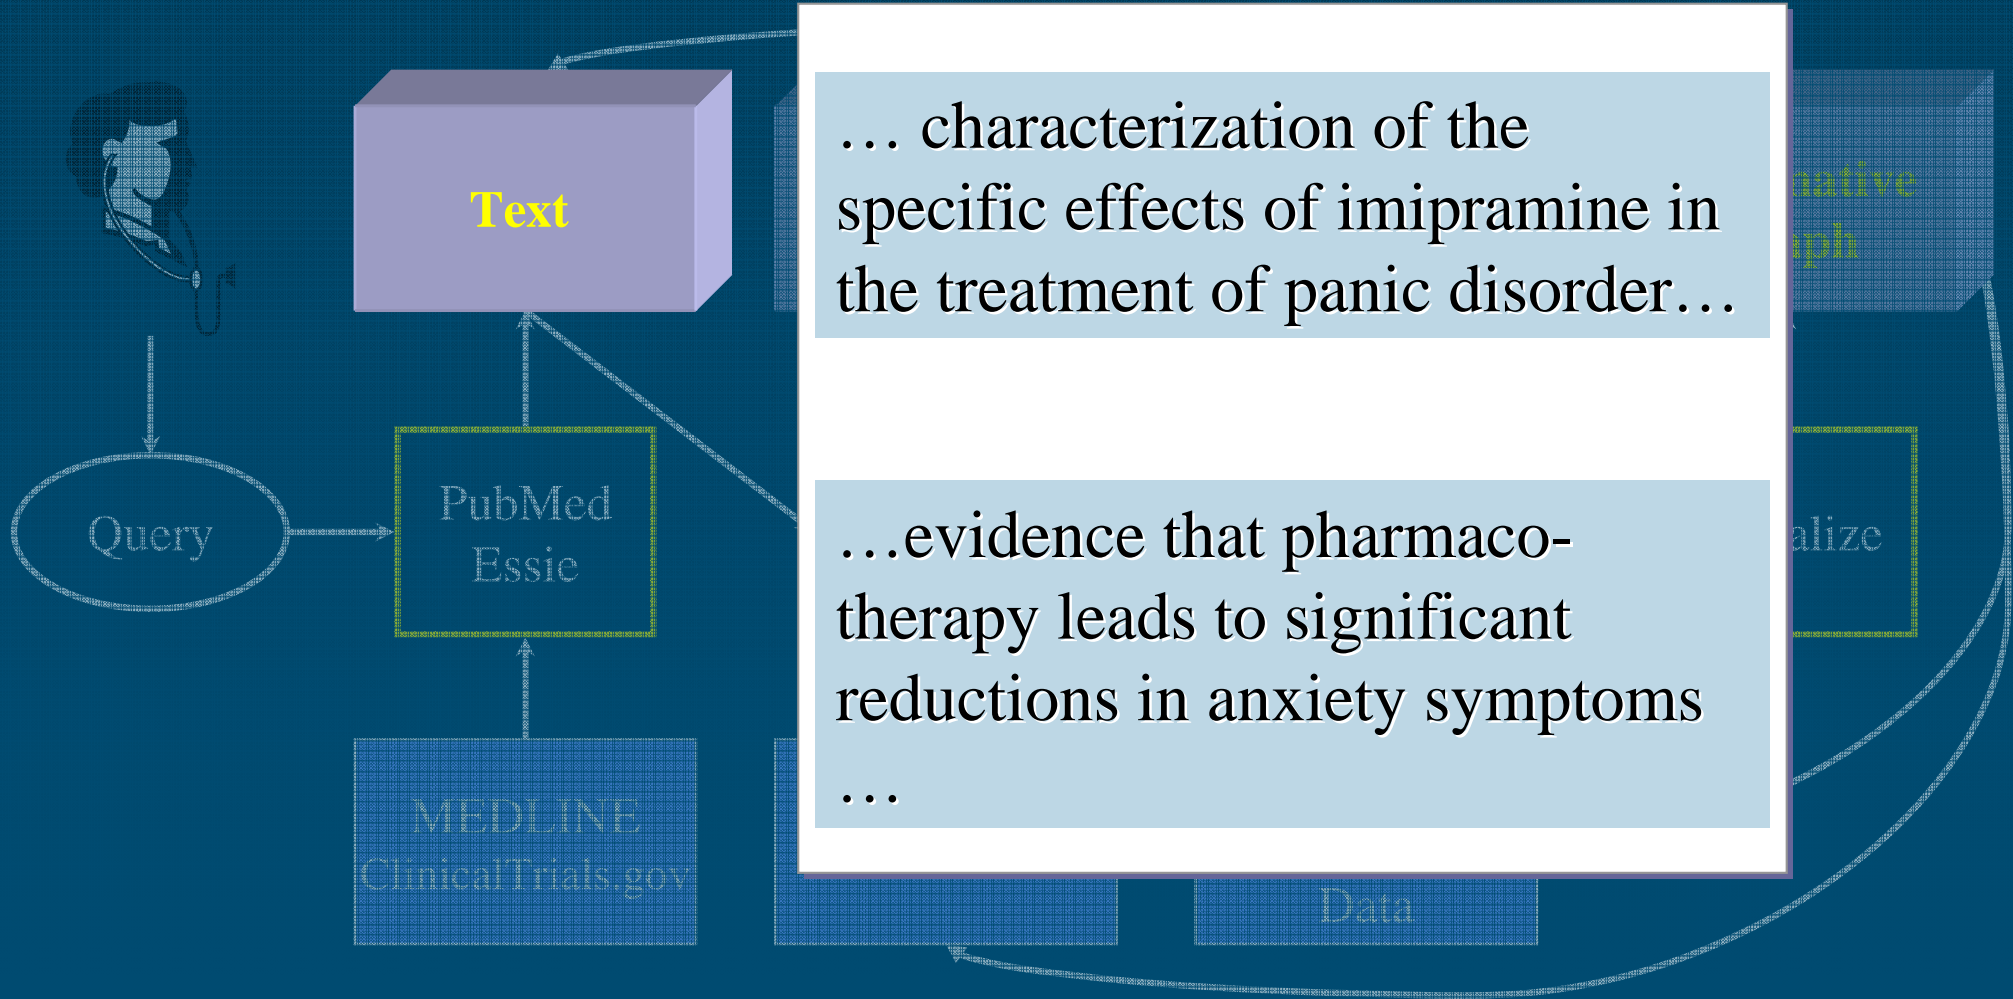 Text
… characterization of the
specific effects of imipramine in
the treatment of panic disorder…
Query
PubMed
Essie
…evidence that pharmaco-
therapy leads to significant
reductions in anxiety symptoms
…
MEDLINE
ClinicalTrials.gov
Data